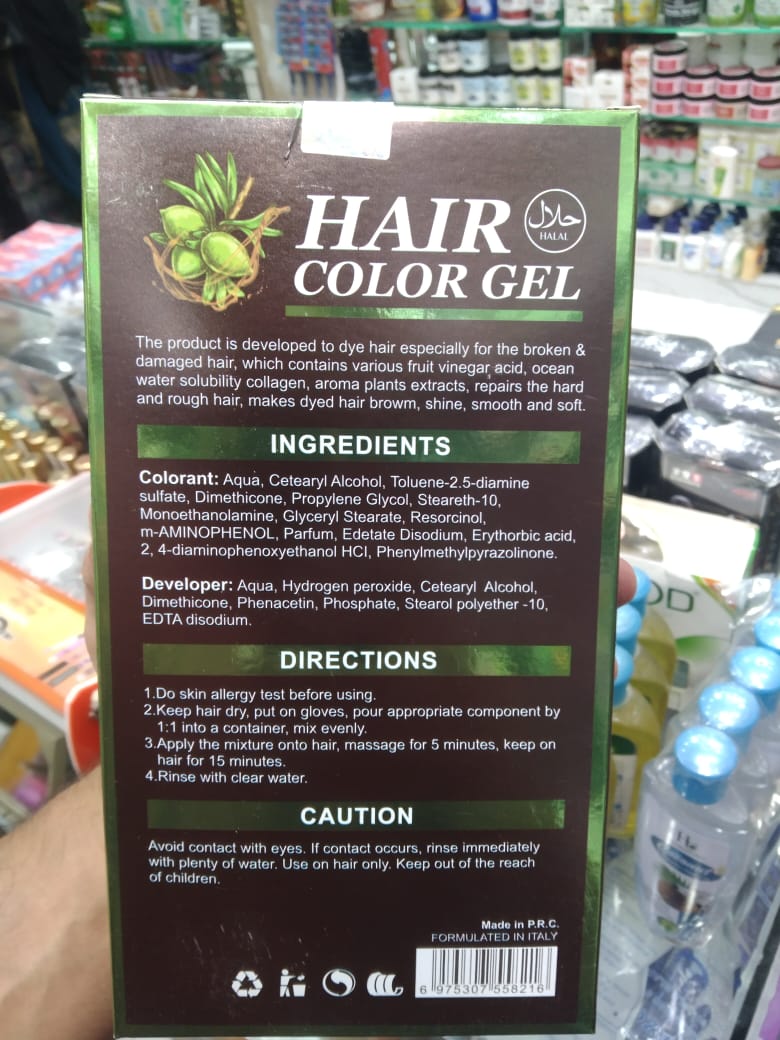 HAIR
حلال
HALAL
COLOR GEL
The product is developed to dye hair especially for the broken &
damaged hair, which contains various fruit vinegar acid, ocean
water solubility collagen, aroma plants extracts, repairs the hard
and rough hair, makes dyed hair browm, shine, smooth and soft.
INGREDIENTS
Colorant: Aqua, Cetearyl Alcohol, Toluene-2.5-diamine
sulfate, Dimethicone, Propylene Glycol, Steareth-10,
Monoethanolamine, Glyceryl Stearate, Resorcinol,
m-AMINOPHENOL, Parfum, Edetate Disodium, Erythorbic acid,
2, 4-diaminophenoxyethanol HCI, Phenylmethylpyrazolinone.
Developer: Aqua, Hydrogen peroxide, Cetearyl Alcohol,
Dimethicone, Phenacetin, Phosphate, Stearol polyether -10,
EDTA disodium.
DIRECTIONS
1.Do skin allergy test before using.
2.Keep hair dry, put on gloves, pour appropriate component by
1:1 into a container, mix evenly.
3.Apply the mixture onto hair, massage for 5 minutes, keep on
hair for 15 minutes.
4.Rinse with clear water.
CAUTION
Avoid contact with eyes. If contact occurs, rinse immediately
with plenty of water. Use on hair only. Keep out of the reach
of children.
Made in P.R.C.
FORMULATED IN ITALY
6 975307 558216